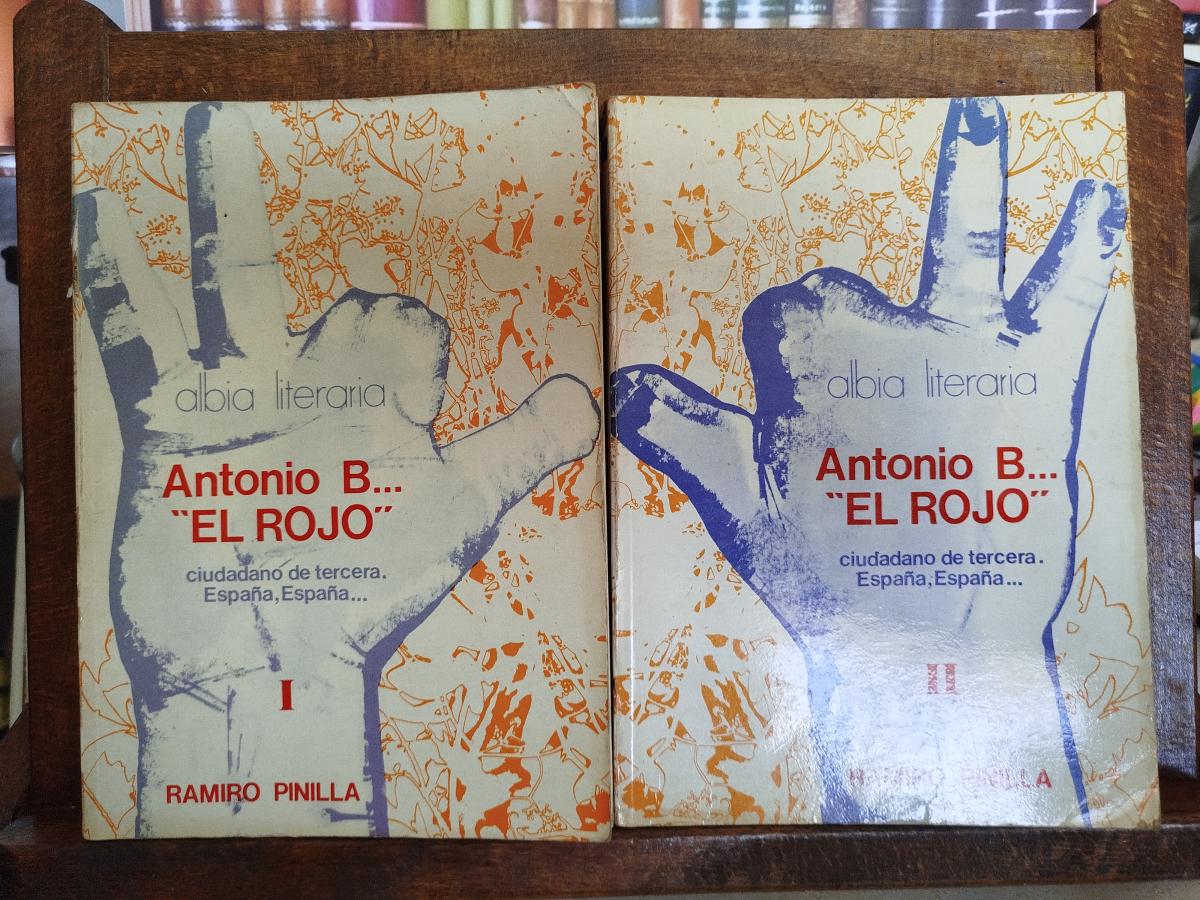 albia literaria
Antonio B...
"EL ROJO"
ciudadano de tercera.
España, España...
I
RAMIRO PINILLA
albia literaria
Antonio B...
"EL ROJO"
ciudadano de tercera.
España, España...
II
RAMIRO PINILLA